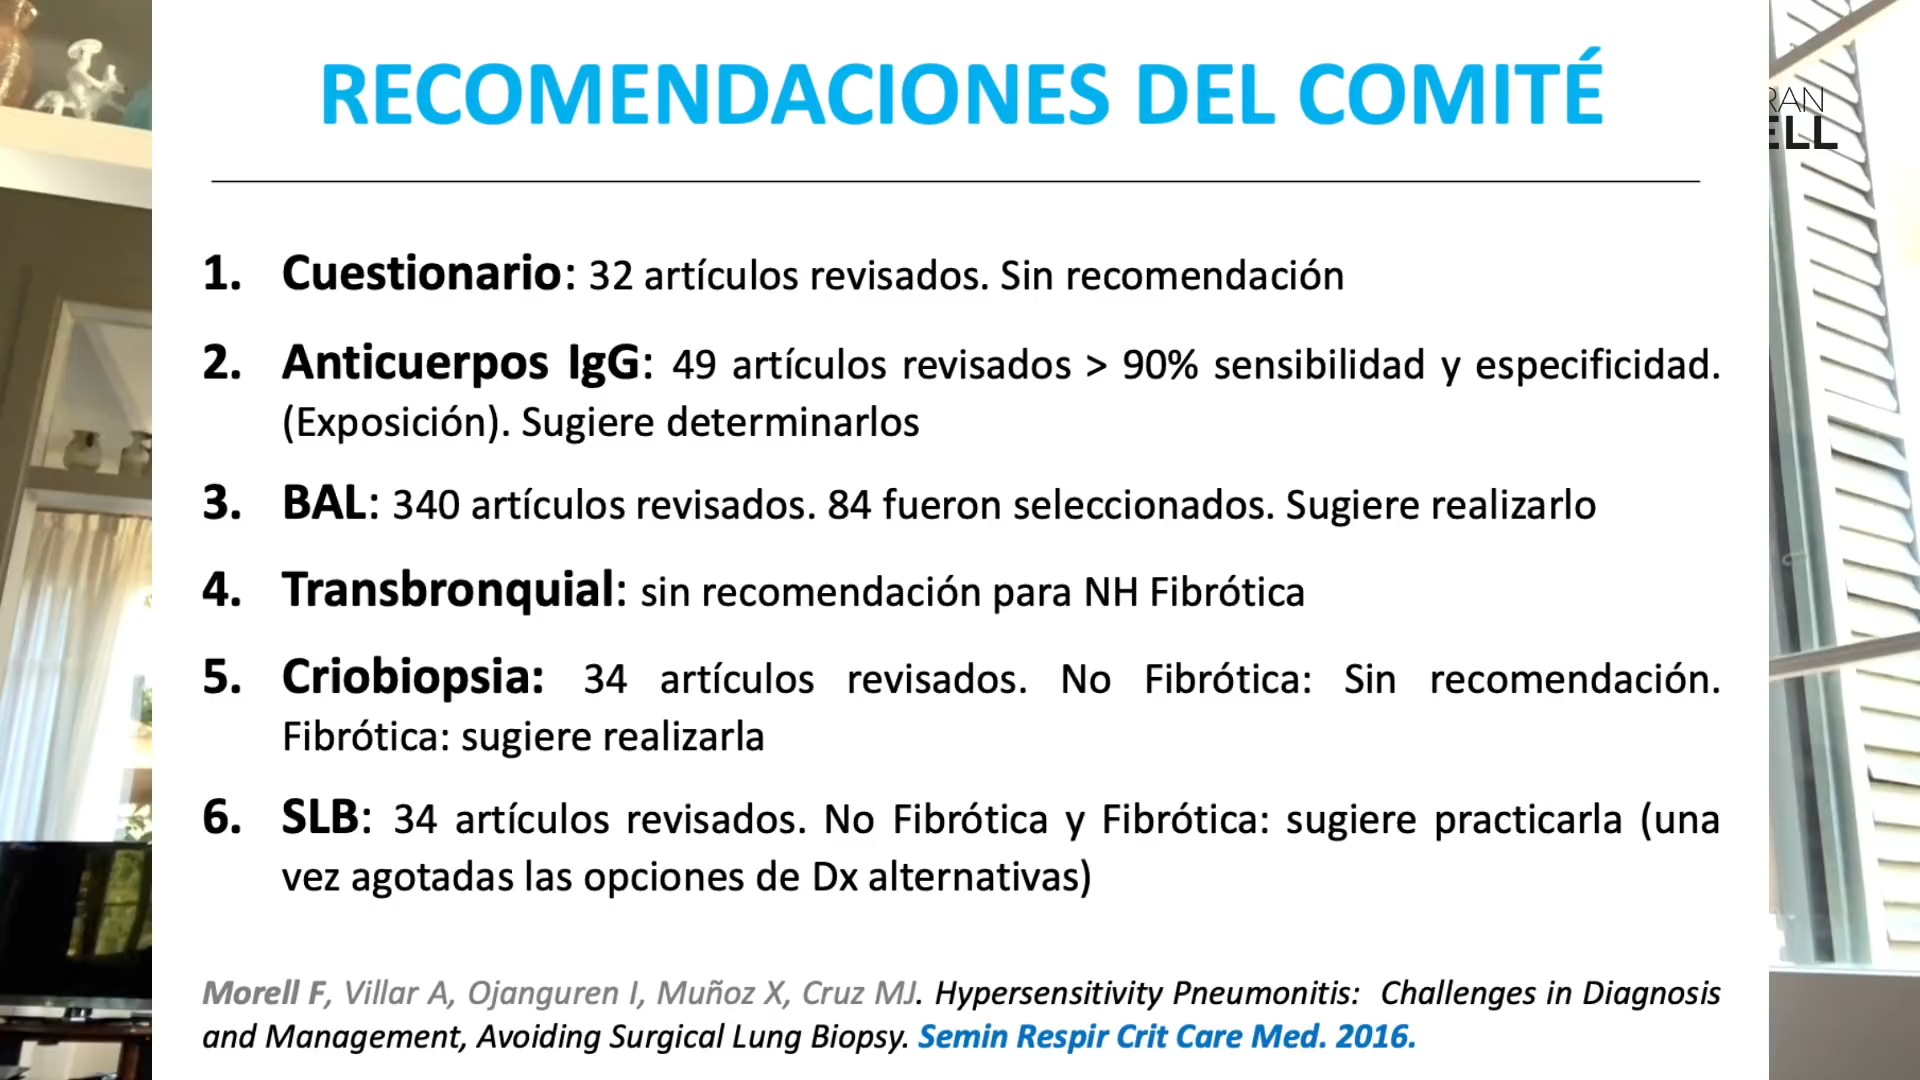 RECOMENDACIONES DEL COMITÉ
RAN
ELL
1. Cuestionario: 32 artículos revisados. Sin recomendación
2. Anticuerpos IgG: 49 artículos revisados > 90% sensibilidad y especificidad.
(Exposición). Sugiere determinarlos
3. BAL: 340 artículos revisados. 84 fueron seleccionados. Sugiere realizarlo
4. Transbronquial: sin recomendación para NH Fibrótica
5. Criobiopsia: 34 artículos revisados. No Fibrótica: Sin recomendación.
Fibrótica: sugiere realizarla
6. SLB: 34 artículos revisados. No Fibrótica y Fibrótica: sugiere practicarla (una
vez agotadas las opciones de Dx alternativas)
Morell F, Villar A, Ojanguren I, Muñoz X, Cruz MJ. Hypersensitivity Pneumonitis: Challenges in Diagnosis
and Management, Avoiding Surgical Lung Biopsy. Semin Respir Crit Care Med. 2016.